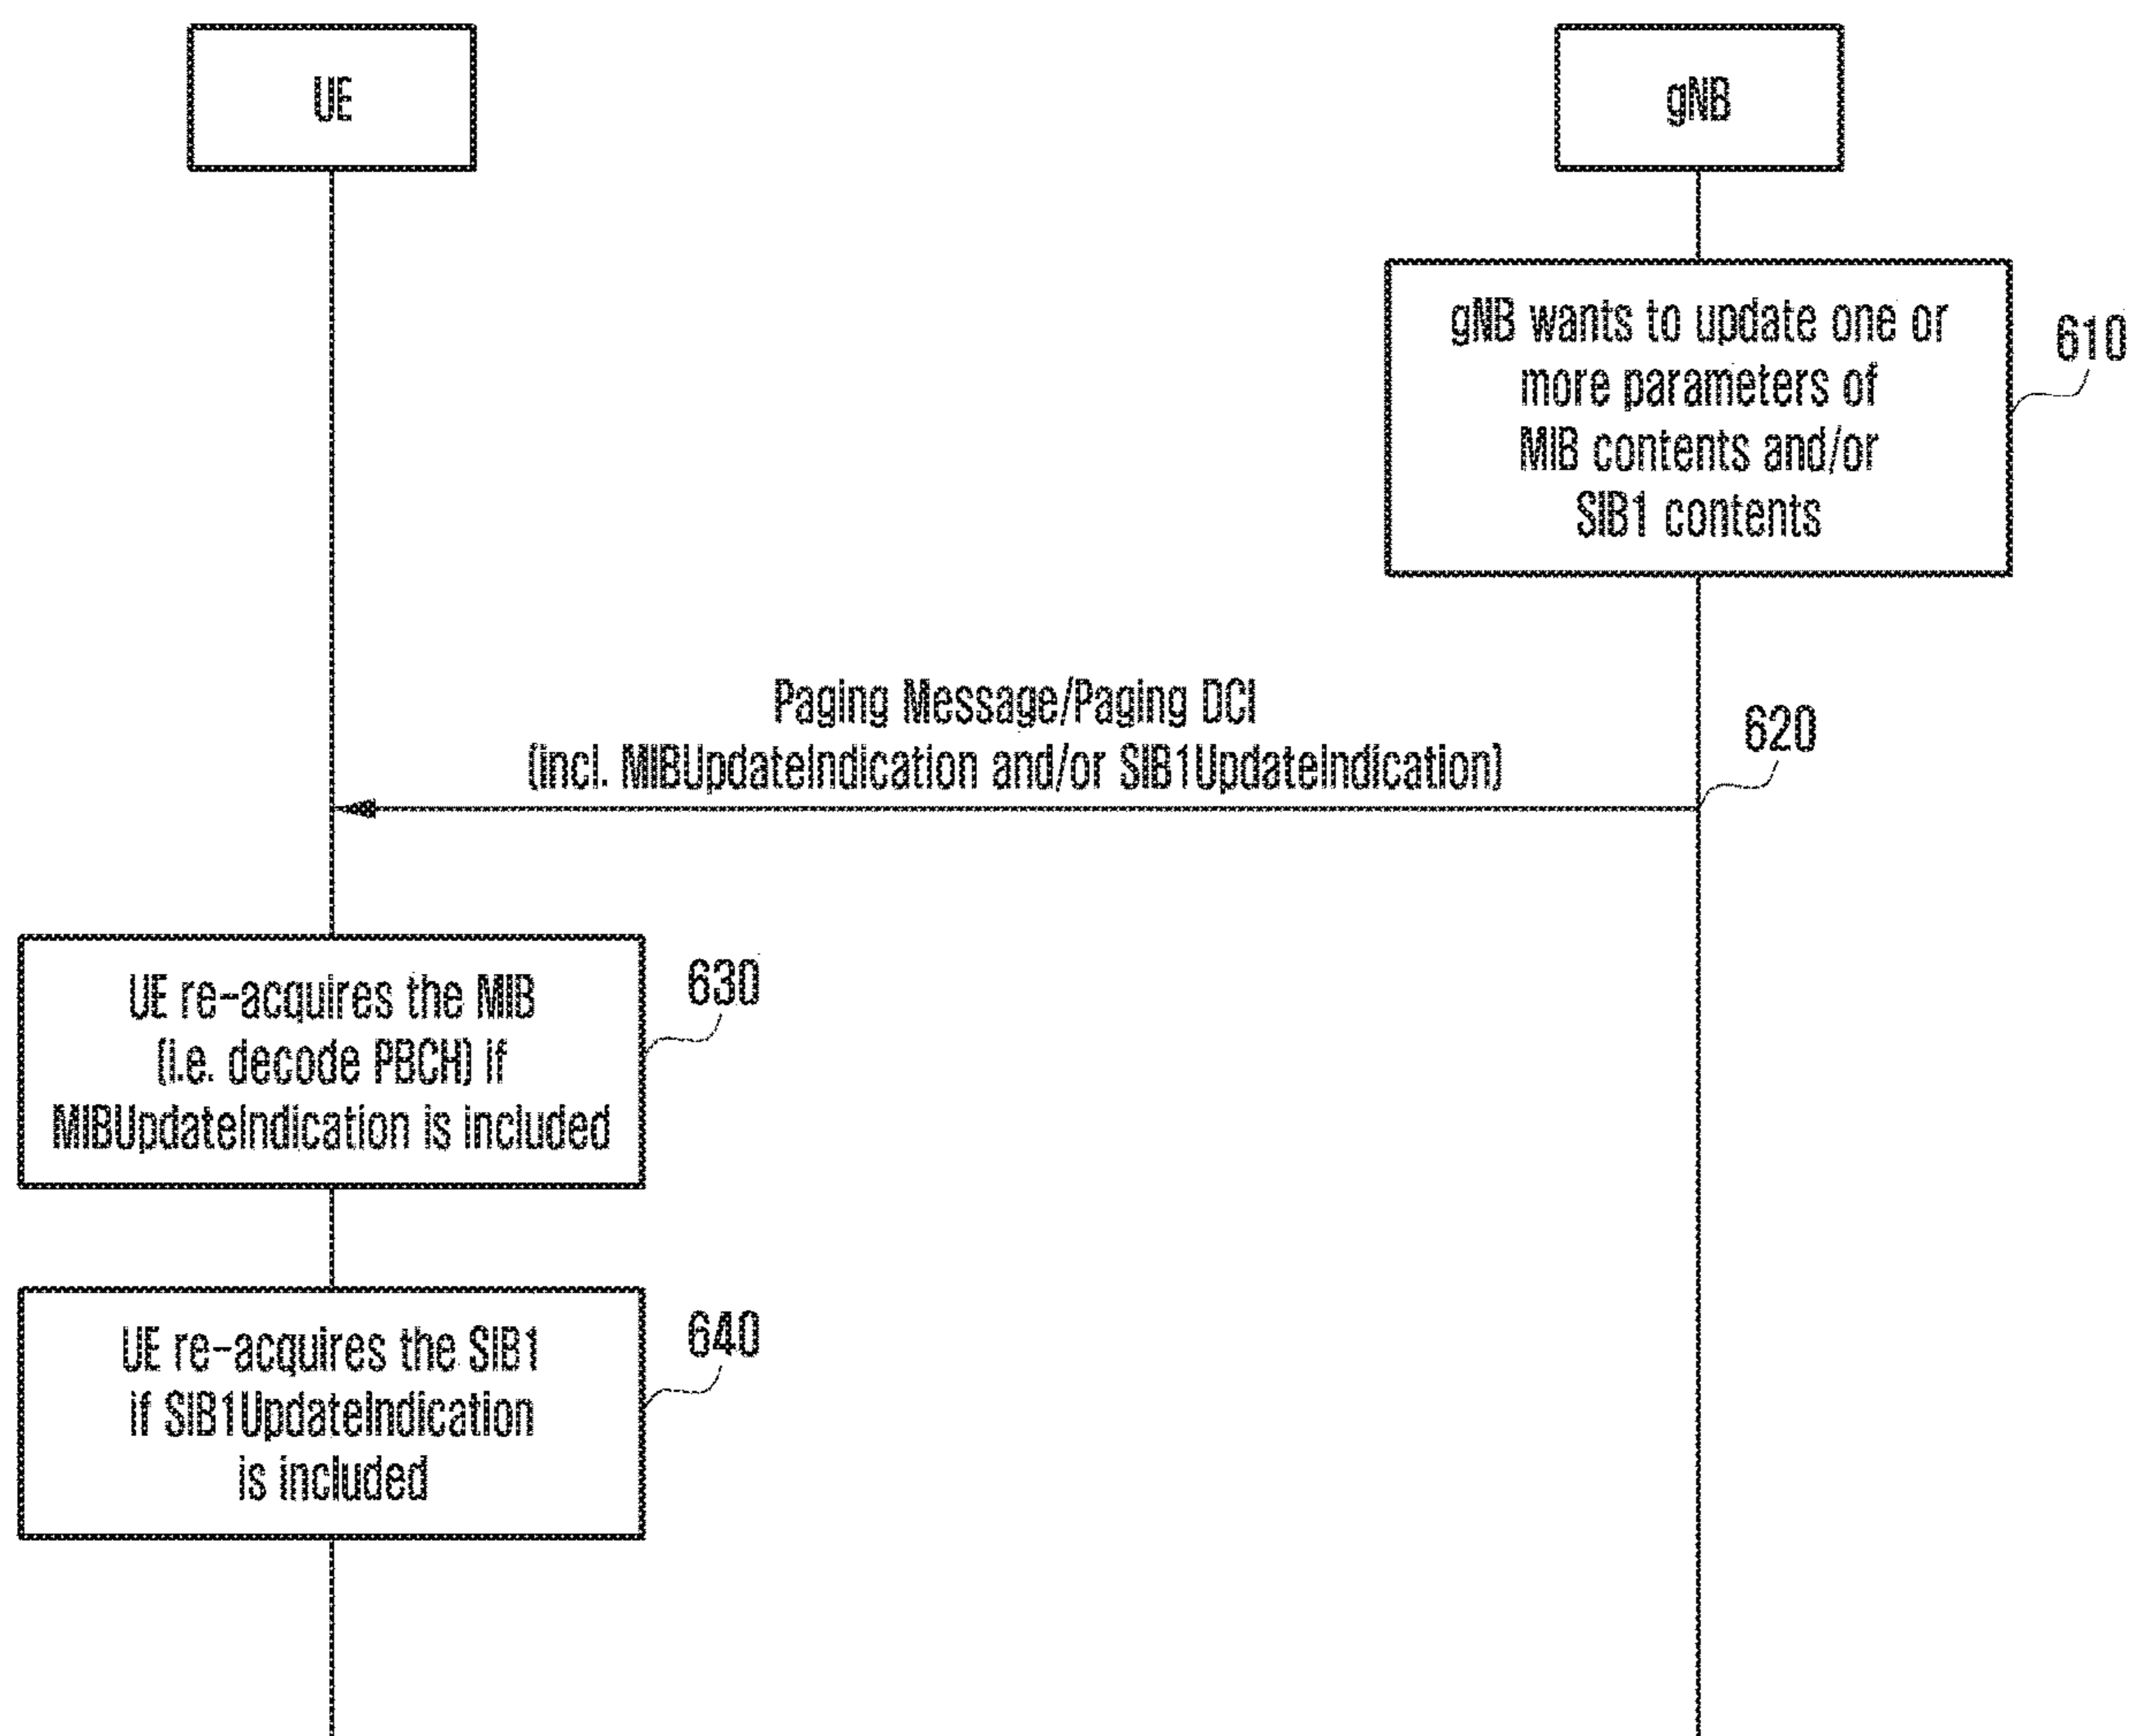 UE
gNB
gNB wants to update one or
more parameters of
MIB contents and/or
SIB1 contents
610
Paging Message/Paging DCI
(incl. MIBUpdateIndication and/or SIB1UpdateIndication)
620
UE re-acquires the MIB
(i.e. decode PBCH) if
MIBUpdateIndication is included
630
UE re-acquires the SIB1
if SIB1UpdateIndication
is included
640